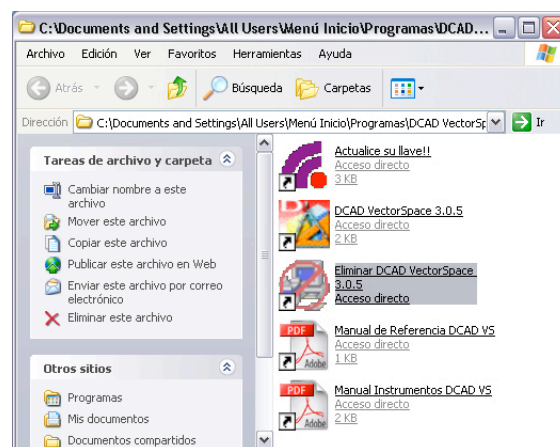 C:\Documents and Settings\All Users\Menú Inicio\Programas\DCAD...
Archivo Edición Ver Favoritos Herramientas Ayuda
Atrás Búsqueda Carpetas
Dirección C:\Documents and Settings\All Users\Menú Inicio\Programas\DCAD VectorSp Ir
Tareas de archivo y carpeta
Cambiar nombre a este
archivo
Mover este archivo
Copiar este archivo
Publicar este archivo en Web
Enviar este archivo por correo
electrónico
Eliminar este archivo
Otros sitios
Programas
Mis documentos
Documentos compartidos
Actualice su llave!!
Acceso directo
3 KB
DCAD VectorSpace 3.0.5
Acceso directo
2 KB
Eliminar DCAD VectorSpace
3.0.5
Acceso directo
PDF
Adobe
Manual de Referencia DCAD VS
Acceso directo
1 KB
PDF
Adobe
Manual Instrumentos DCAD VS
Acceso directo
2 KB